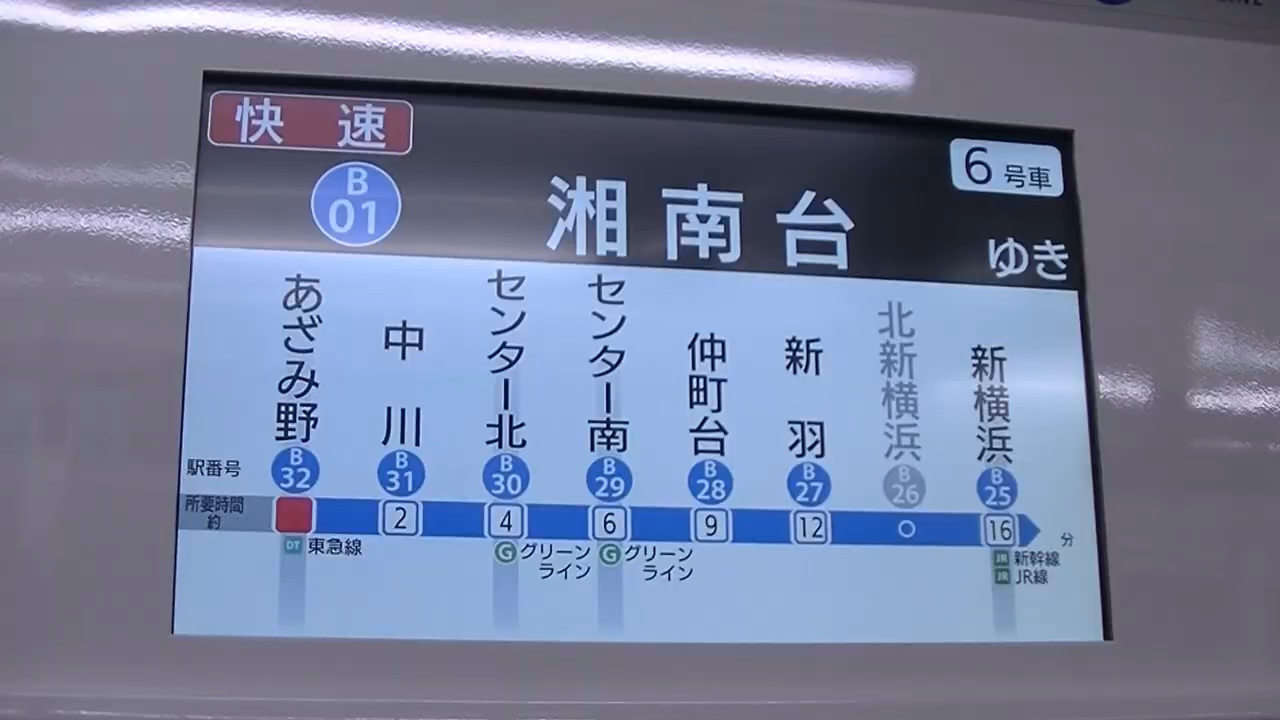 快速
6号車
B
01
湘南台
ゆき
あざみ野
中川
センター北
センター南
仲町台
新羽
北新横浜
新横浜
駅番号
B
32
B
31
B
30
B
29
B
28
B
27
B
26
B
25
所要時間
約
2
4
6
9
12
16
分
DT 東急線
G グリーン
ライン
G グリーン
ライン
JR 新幹線
JR JR線